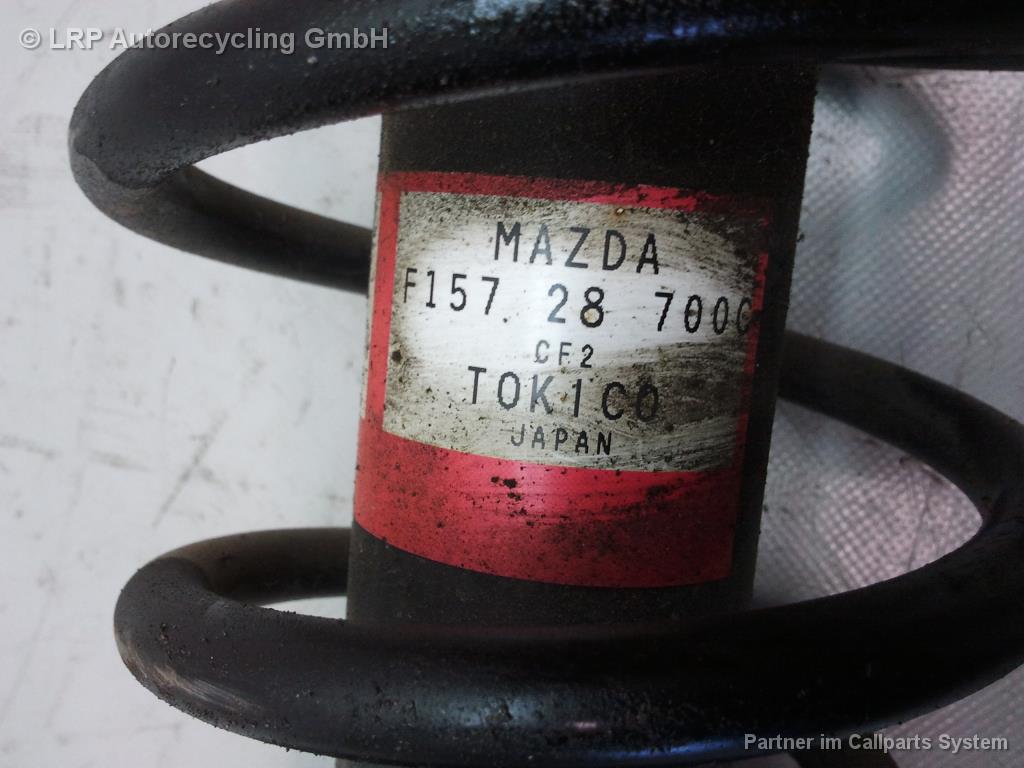 © LRP Autorecycling GmbH
MAZDA
F157 28 700C
CF2
TOKICO
JAPAN
Partner im Callparts System